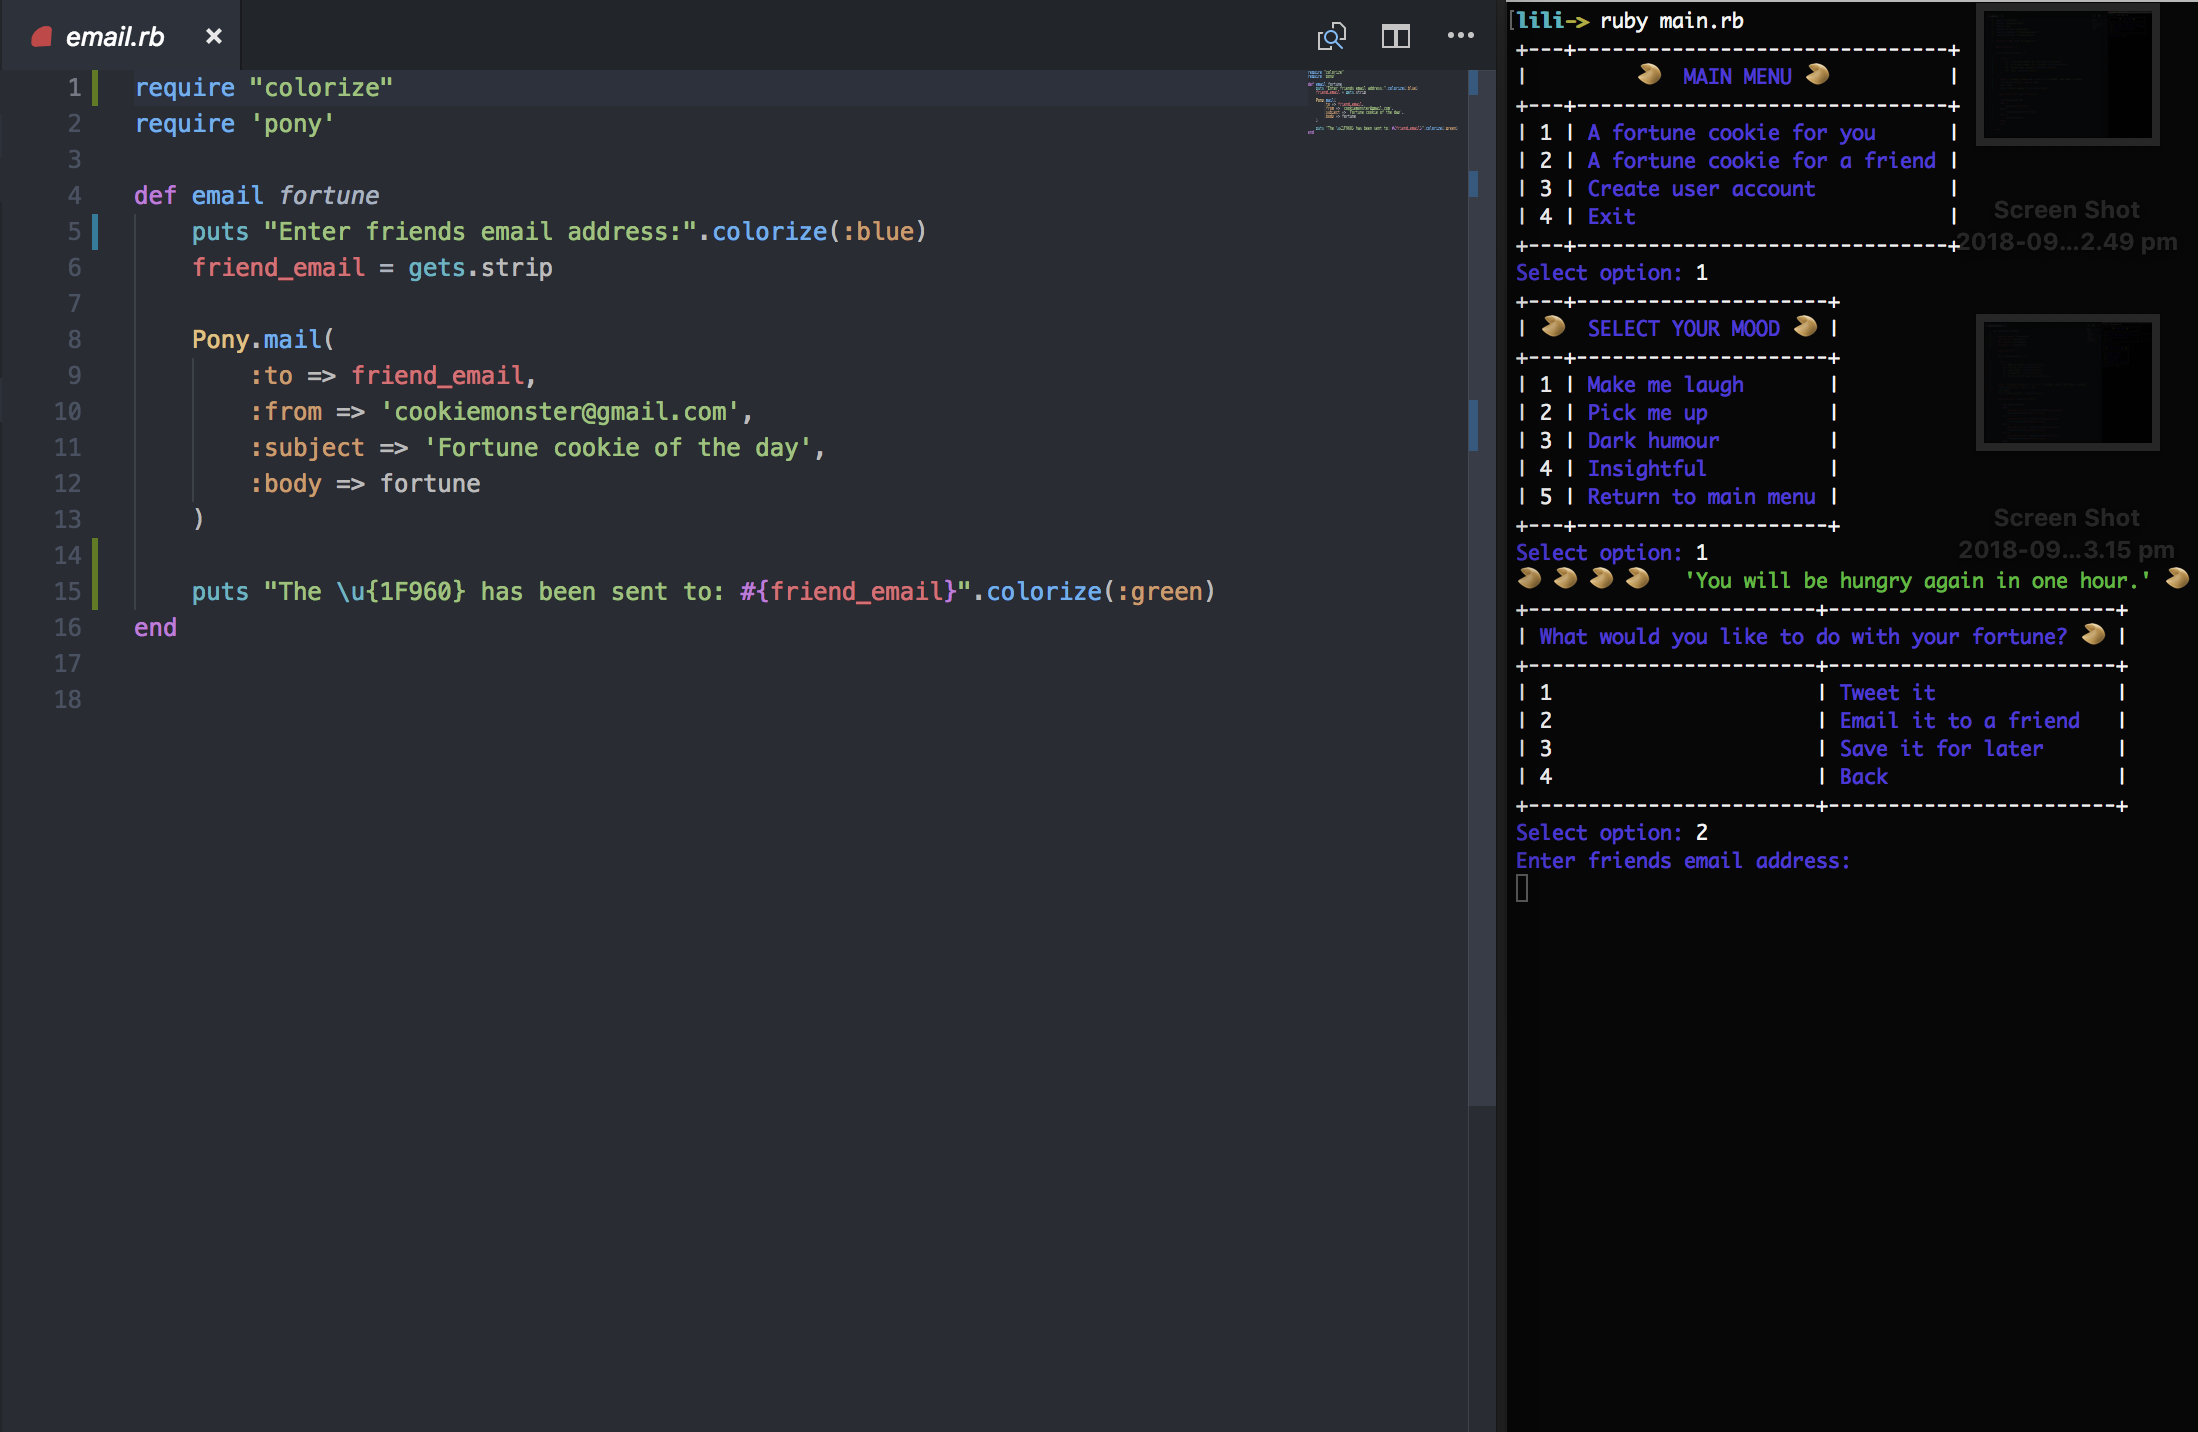 email.rb ×
1 require "colorize"
2 require 'pony'
3
4 def email fortune
5 puts "Enter friends email address:".colorize(:blue)
6 friend_email = gets.strip
7
8 Pony.mail(
9 :to => friend_email,
10 :from => 'cookiemonster@gmail.com',
11 :subject => 'Fortune cookie of the day',
12 :body => fortune
13 )
14
15 puts "The \u{1F960} has been sent to: #{friend_email}".colorize(:green)
16 end
17
18
[lili-> ruby main.rb
+---+-------------------------------+
| 🥠 MAIN MENU 🥠 |
+---+-------------------------------+
| 1 | A fortune cookie for you |
| 2 | A fortune cookie for a friend |
| 3 | Create user account |
| 4 | Exit |
+---+-------------------------------+
Select option: 1
+---+---------------------+
| 🥠 SELECT YOUR MOOD 🥠 |
+---+---------------------+
| 1 | Make me laugh |
| 2 | Pick me up |
| 3 | Dark humour |
| 4 | Insightful |
| 5 | Return to main menu |
+---+---------------------+
Select option: 1
🥠 🥠 🥠 🥠 'You will be hungry again in one hour.' 🥠
+------------------------+------------------------+
| What would you like to do with your fortune? 🥠 |
+------------------------+------------------------+
| 1 | Tweet it |
| 2 | Email it to a friend |
| 3 | Save it for later |
| 4 | Back |
+------------------------+------------------------+
Select option: 2
Enter friends email address:
Screen Shot
2018-09...2.49 pm
Screen Shot
2018-09...3.15 pm